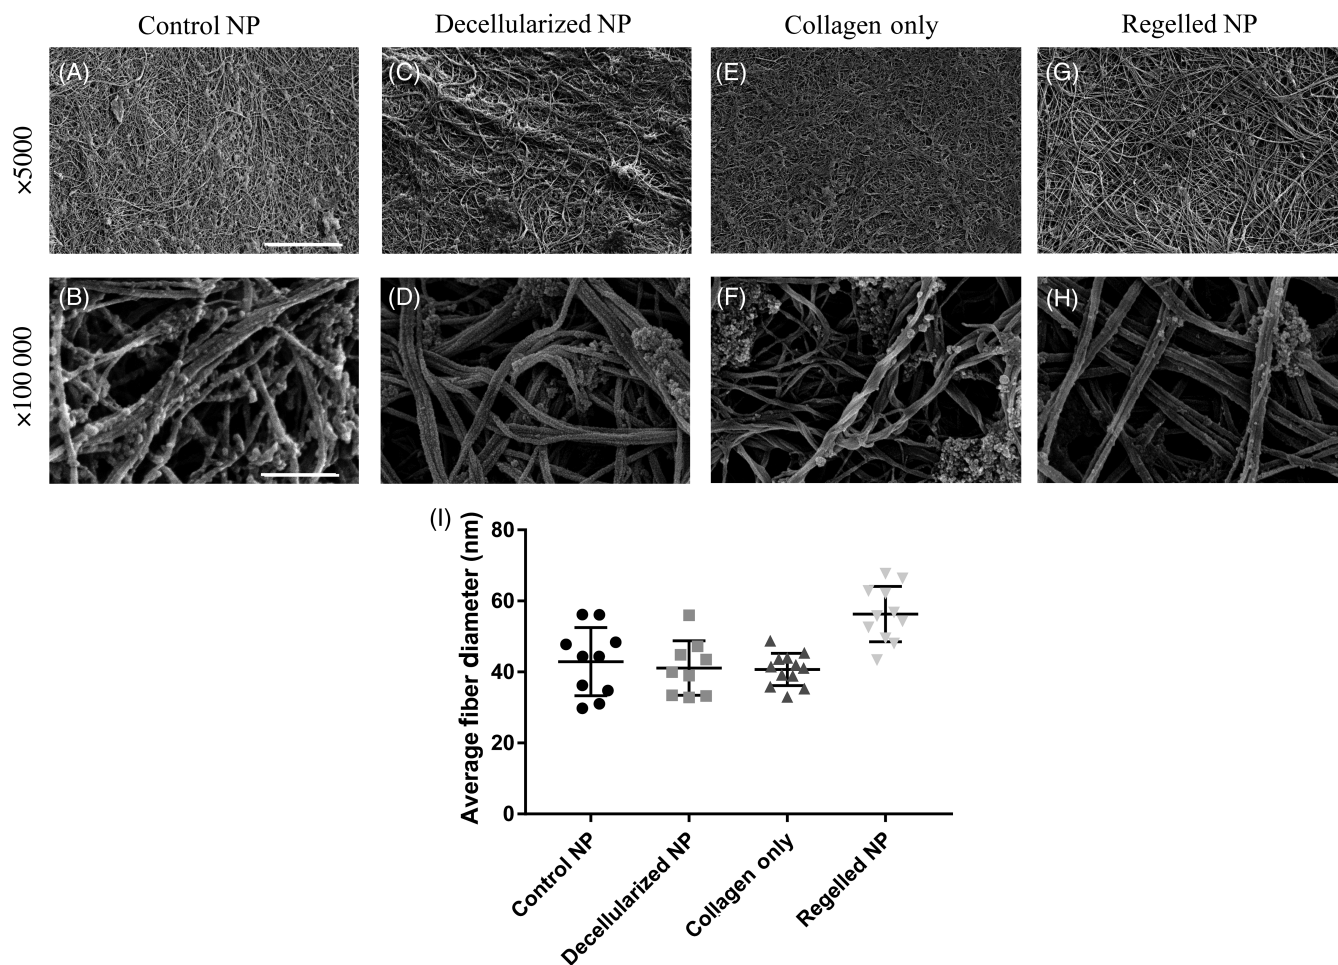 Control NP
Decellularized NP
Collagen only
Regelled NP
×5000
(A)
(C)
(E)
(G)
×100 000
(B)
(D)
(F)
(H)
(I)
Average fiber diameter (nm)
80
60
40
20
0
Control NP
Decellularized NP
Collagen only
Regelled NP